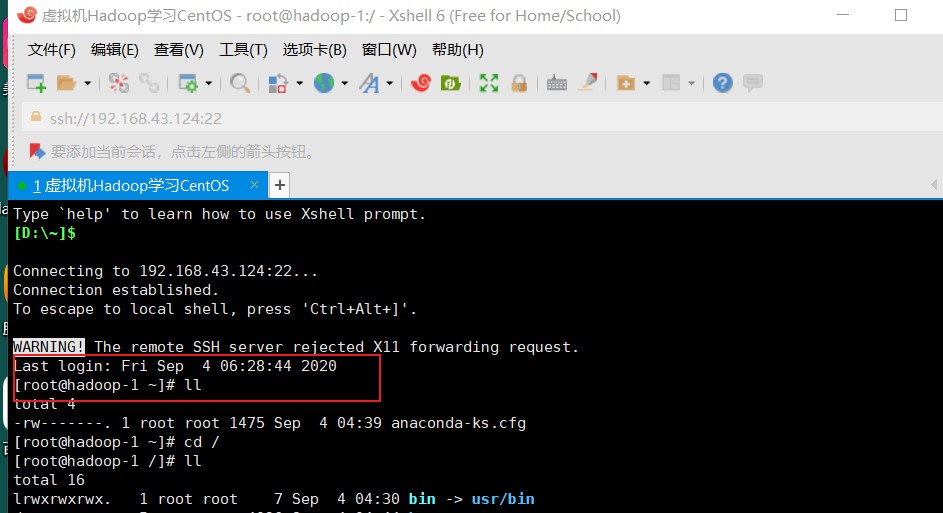 虚拟机Hadoop学习CentOS - root@hadoop-1:/ - Xshell 6 (Free for Home/School)
文件(F) 编辑(E) 查看(V) 工具(T) 选项卡(B) 窗口(W) 帮助(H)
ssh://192.168.43.124:22
要添加当前会话，点击左侧的箭头按钮。
1 虚拟机Hadoop学习CentOS × +
Type `help' to learn how to use Xshell prompt.
[D:\~]$
Connecting to 192.168.43.124:22...
Connection established.
To escape to local shell, press 'Ctrl+Alt+]'.
WARNING! The remote SSH server rejected X11 forwarding request.
Last login: Fri Sep  4 06:28:44 2020
[root@hadoop-1 ~]# ll
total 4
-rw-------. 1 root root 1475 Sep  4 04:39 anaconda-ks.cfg
[root@hadoop-1 ~]# cd /
[root@hadoop-1 /]# ll
total 16
lrwxrwxrwx.   1 root root    7 Sep  4 04:30 bin -> usr/bin